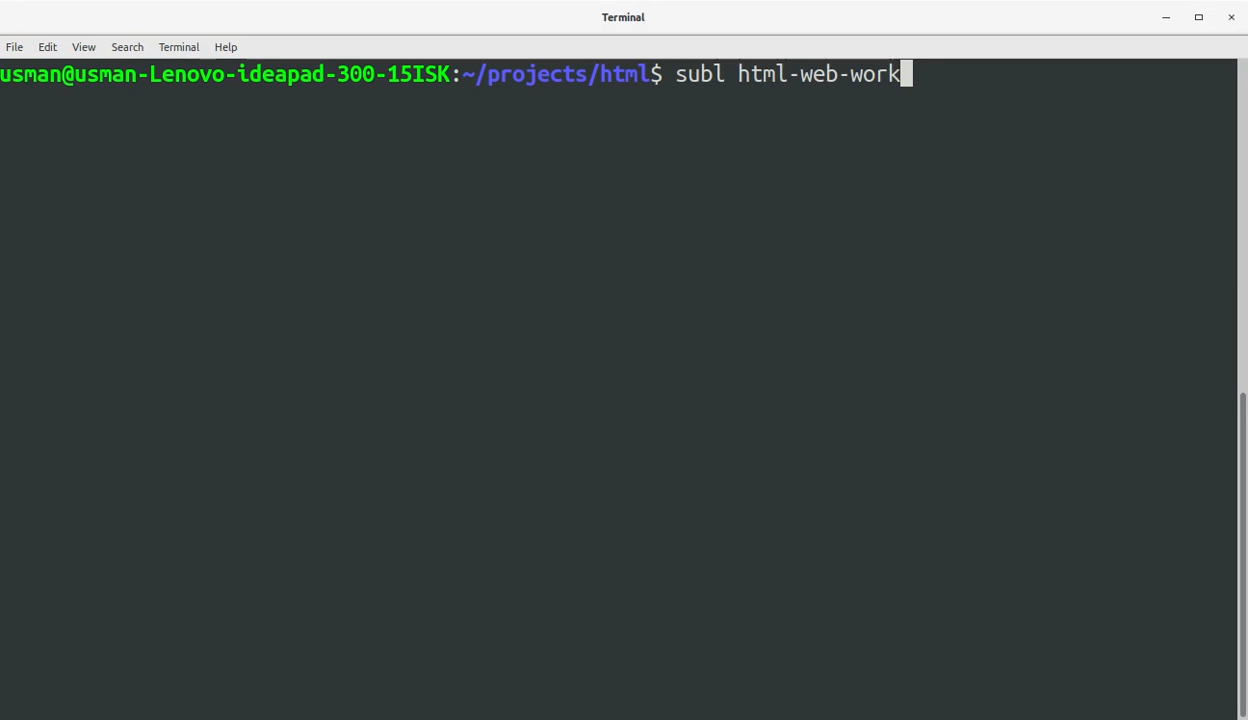 Terminal
File Edit View Search Terminal Help
usman@usman-Lenovo-ideapad-300-15ISK:~/projects/html$ subl html-web-work